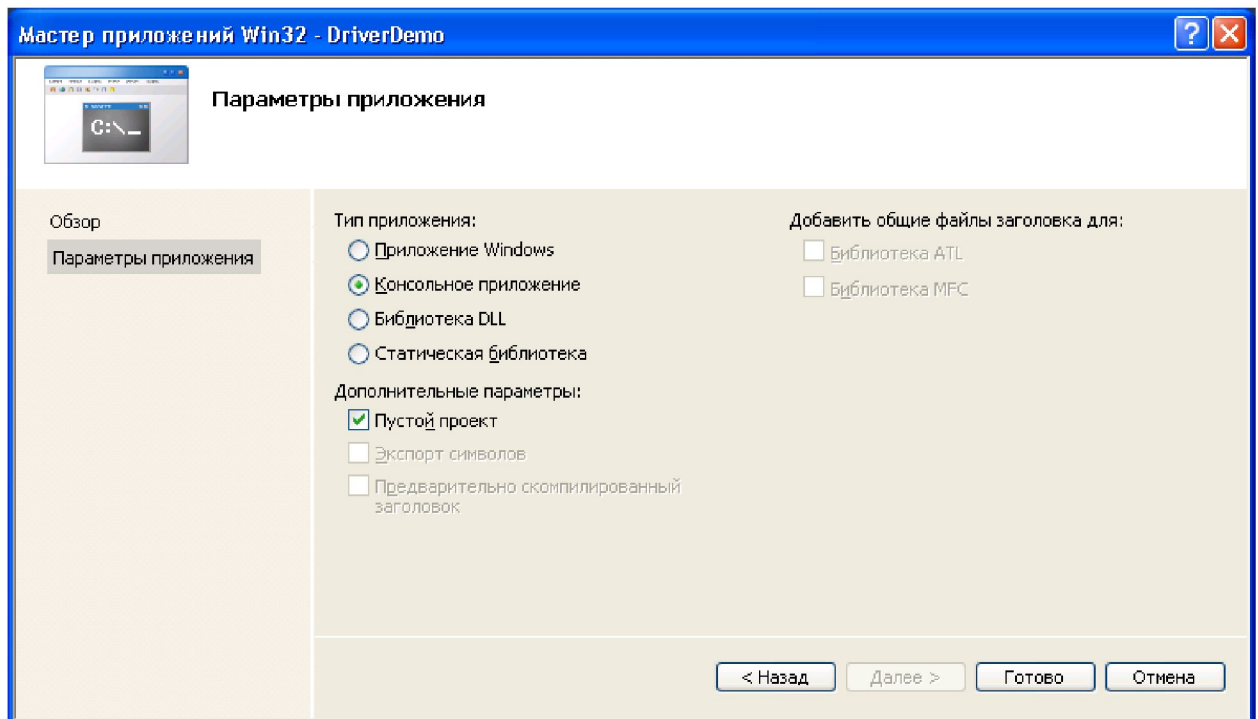 Мастер приложений Win32 - DriverDemo
C:\_
Параметры приложения
Обзор
Параметры приложения
Тип приложения:
Приложение Windows
Консольное приложение
Библиотека DLL
Статическая библиотека
Дополнительные параметры:
Пустой проект
Экспорт символов
Предварительно скомпилированный
заголовок
Добавить общие файлы заголовка для:
Библиотека ATL
Библиотека MFC
< Назад
Далее >
Готово
Отмена